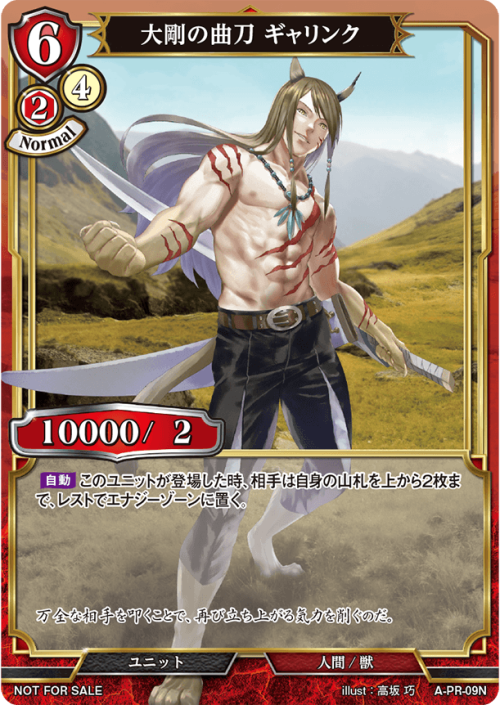 6
大剛の曲刀 ギャリンク
2
4
Normal
10000/ 2
自動 このユニットが登場した時、相手は自身の山札を上から2枚ま
で、レストでエナジーゾーンに置く。
万全な相手を叩くことで、再び立ち上がる気力を削ぐのだ。
ユニット
人間/獣
NOT FOR SALE
illust:高坂 巧
A-PR-09N